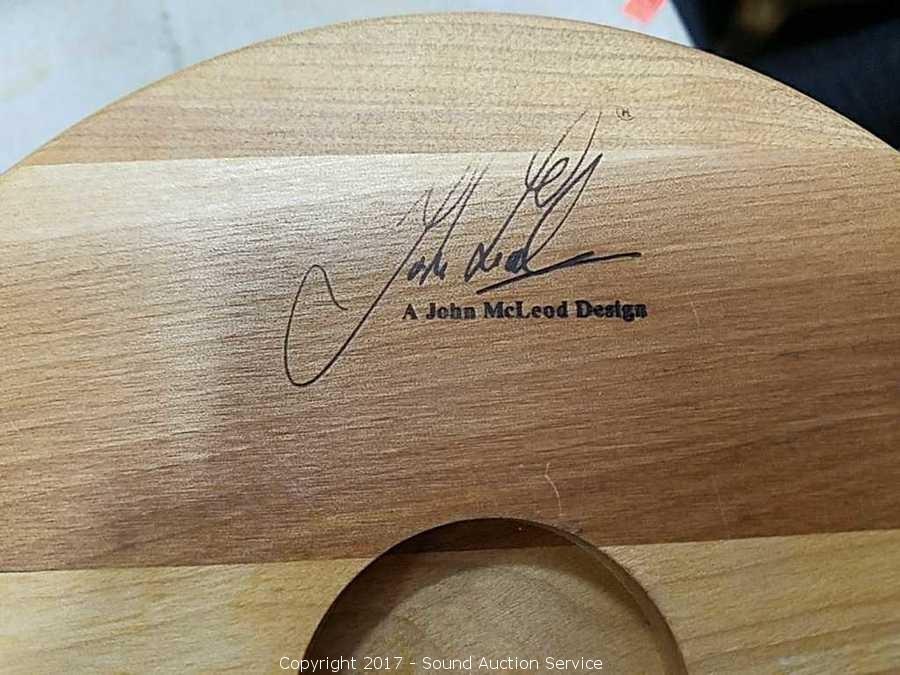 ®
A John McLeod Design
Copyright 2017 - Sound Auction Service